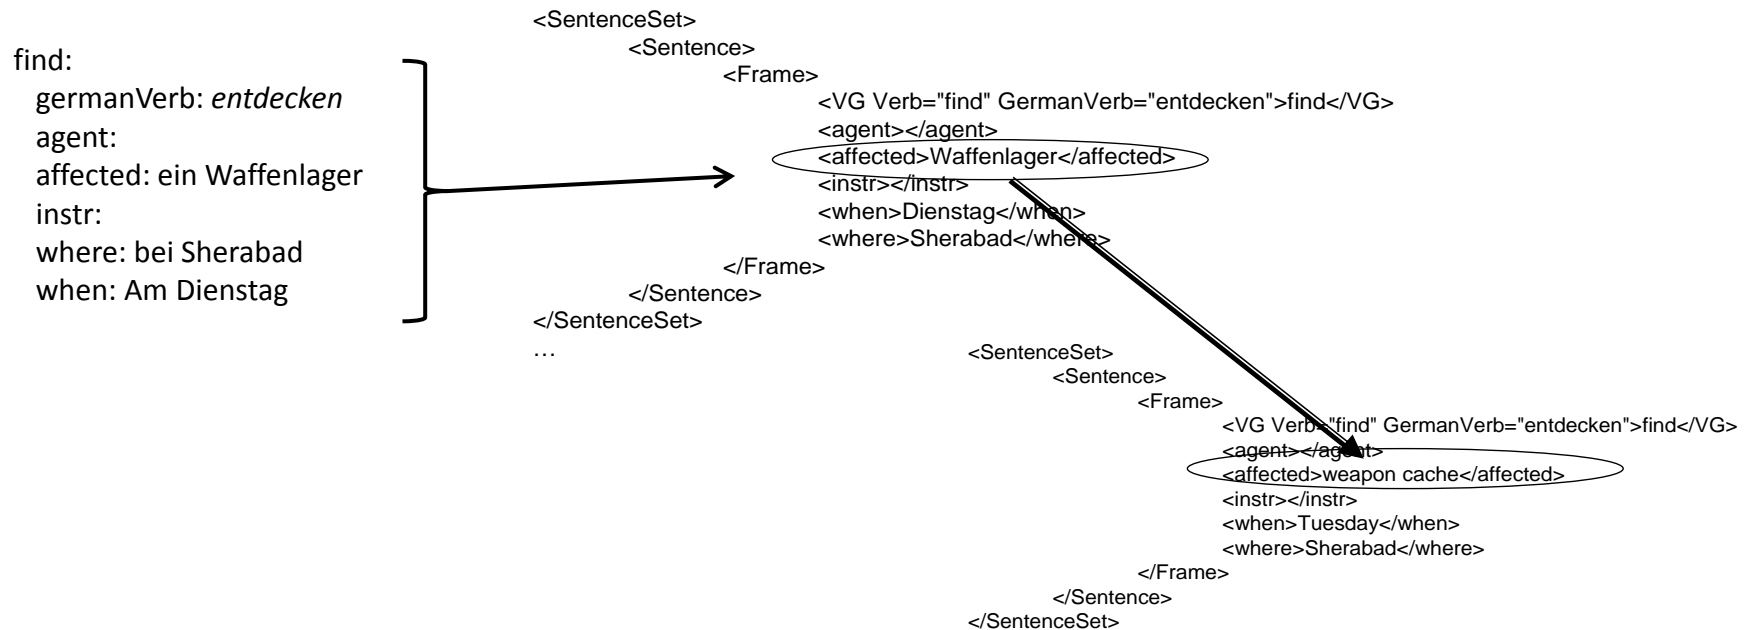 find:
germanVerb: entdecken
agent:
affected: ein Waffenlager
instr:
where: bei Sherabad
when: Am Dienstag
<SentenceSet>
<Sentence>
<Frame>
<VG Verb="find" GermanVerb="entdecken">find</VG>
<agent></agent>
<affected>Waffenlager</affected>
<instr></instr>
<when>Dienstag</when>
<where>Sherabad</where>
</Frame>
</Sentence>
</SentenceSet>
…
<SentenceSet>
<Sentence>
<Frame>
<VG Verb="find" GermanVerb="entdecken">find</VG>
<agent></agent>
<affected>weapon cache</affected>
<instr></instr>
<when>Tuesday</when>
<where>Sherabad</where>
</Frame>
</Sentence>
</SentenceSet>